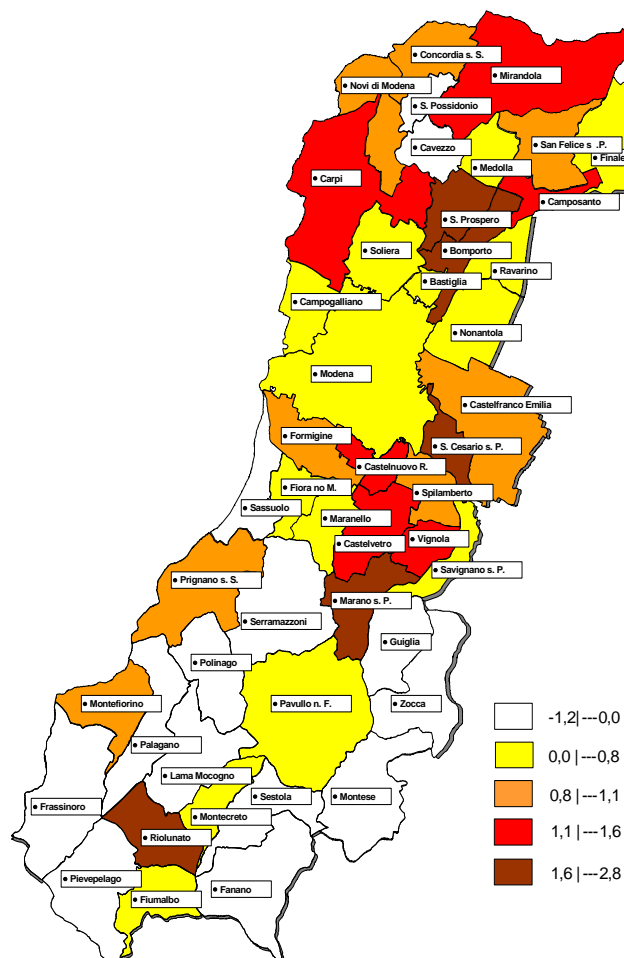 Concordia s. S.
Mirandola
Novi di Modena
S. Possidonio
San Felice s .P.
Cavezzo
Finale
Medolla
Carpi
Camposanto
S. Prospero
Soliera
Bomporto
Ravarino
Bastiglia
Campogalliano
Nonantola
Modena
Castelfranco Emilia
Formigine
S. Cesario s. P.
Castelnuovo R.
Fiora no M.
Spilamberto
Sassuolo
Maranello
Vignola
Castelvetro
Savignano s. P.
Prignano s. S.
Marano s. P.
Serramazzoni
Guiglia
Polinago
Montefiorino
Pavullo n. F.
Zocca
-1,2|---0,0
Palagano
0,0 |---0,8
Lama Mocogno
Frassinoro
Sestola
Montese
0,8 |---1,1
Montecreto
Riolunato
1,1 |---1,6
Pievepelago
1,6 |---2,8
Fanano
Fiumalbo